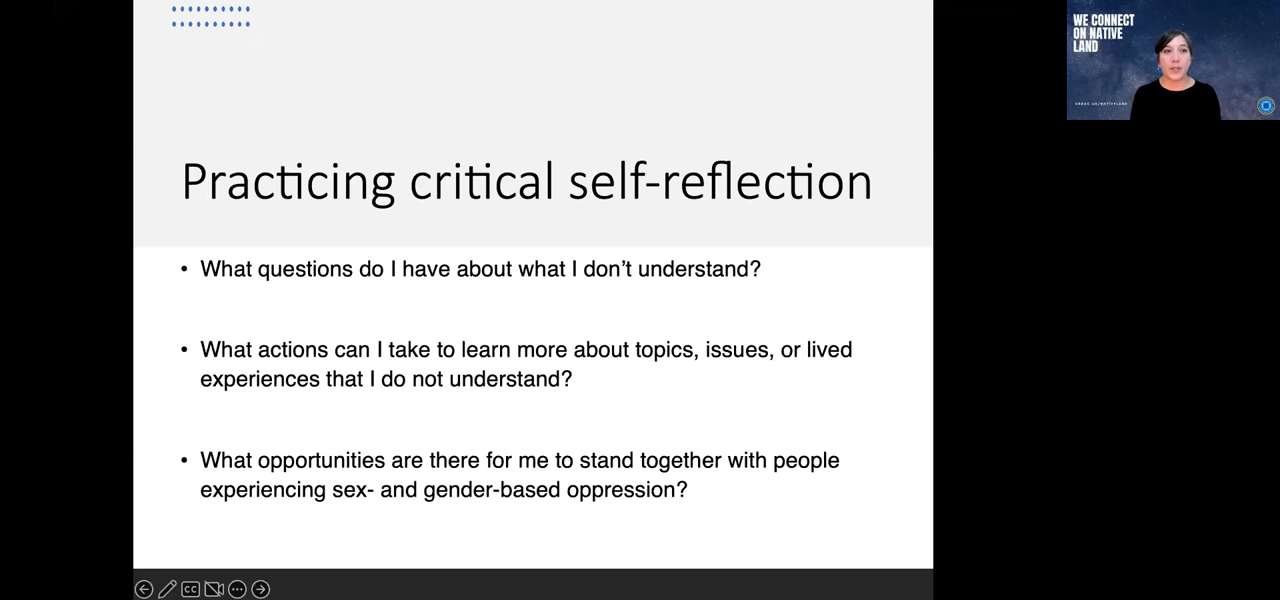 WE CONNECT
ON NATIVE
LAND
Practicing critical self-reflection
• What questions do I have about what I don't understand?
• What actions can I take to learn more about topics, issues, or lived
experiences that I do not understand?
• What opportunities are there for me to stand together with people
experiencing sex- and gender-based oppression?
CC